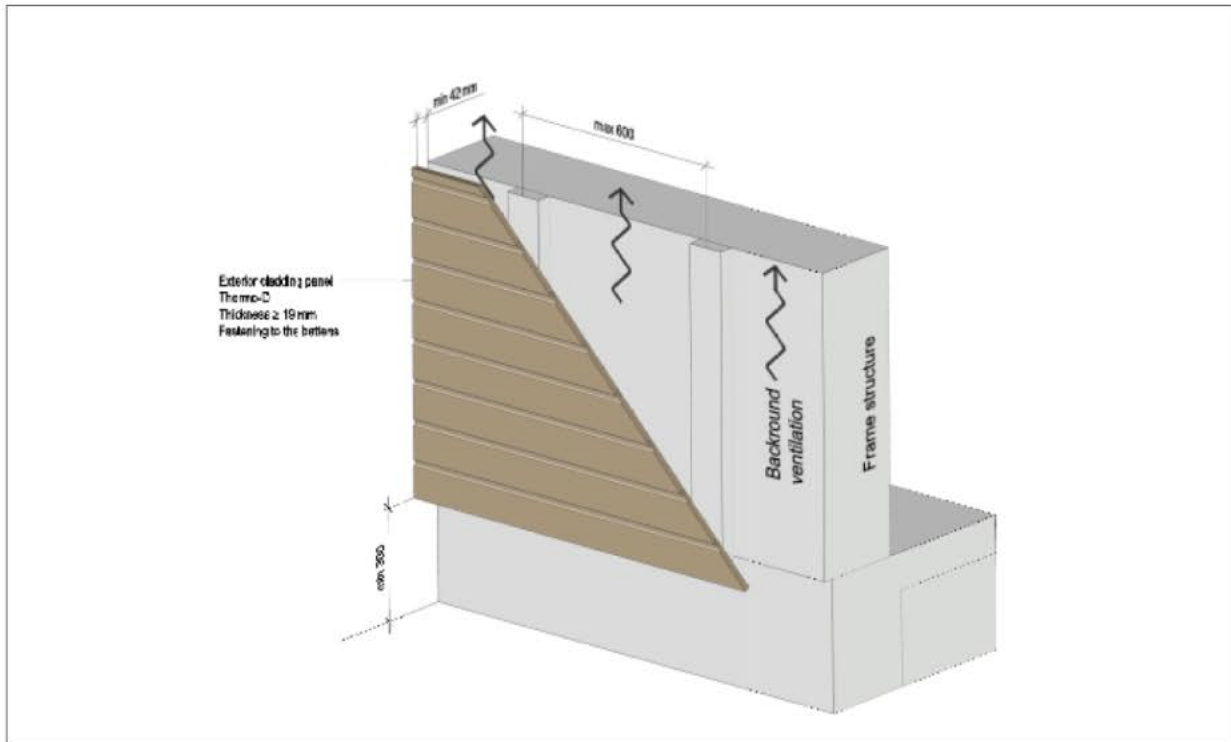 min 42 mm
max 600
Exterior cladding panel
Thermo-D
Thickness ≥ 19 mm
Fastening to the battens
Backround
ventilation
Frame structure
min 300